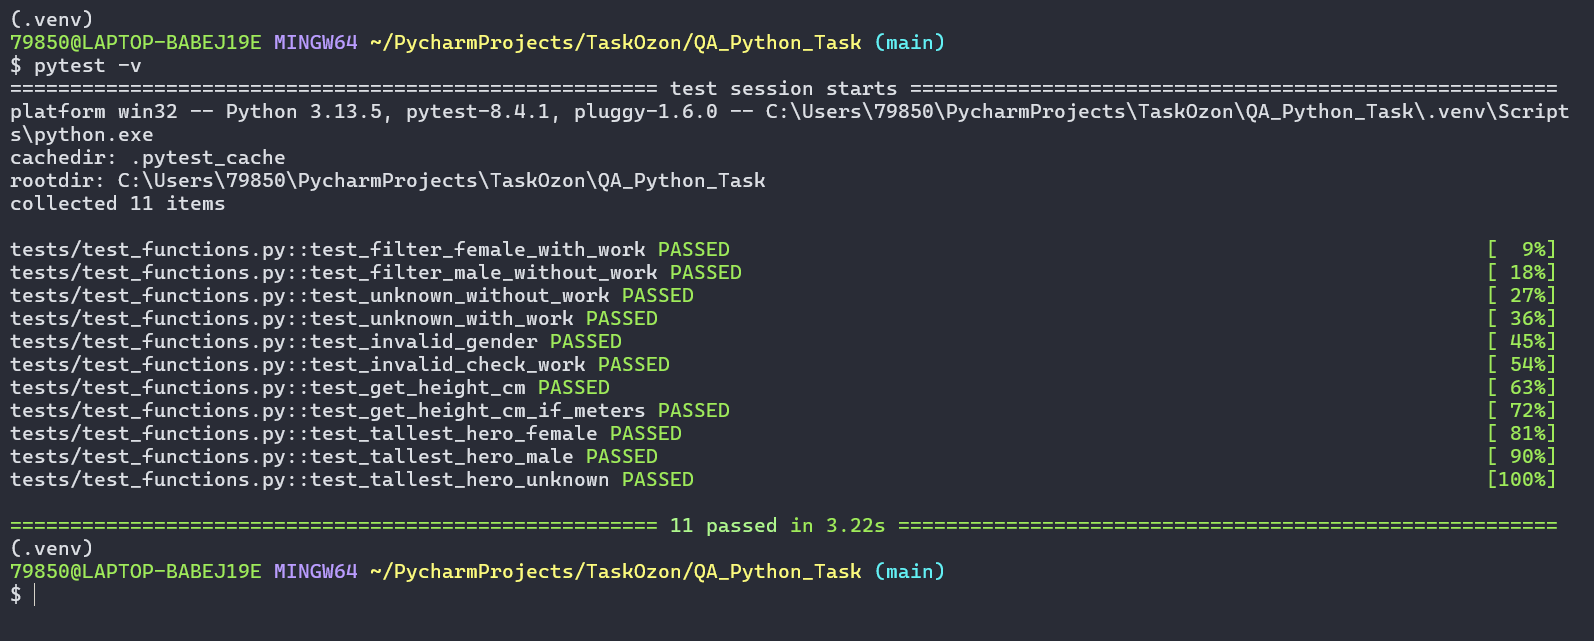 (.venv)
79850@LAPTOP-BABEJ19E MINGW64 ~/PycharmProjects/TaskOzon/QA_Python_Task (main)
$ pytest -v
====================================================== test session starts ======================================================
platform win32 -- Python 3.13.5, pytest-8.4.1, pluggy-1.6.0 -- C:\Users\79850\PycharmProjects\TaskOzon\QA_Python_Task\.venv\Script
s\python.exe
cachedir: .pytest_cache
rootdir: C:\Users\79850\PycharmProjects\TaskOzon\QA_Python_Task
collected 11 items

tests/test_functions.py::test_filter_female_with_work PASSED [  9%]
tests/test_functions.py::test_filter_male_without_work PASSED [ 18%]
tests/test_functions.py::test_unknown_without_work PASSED [ 27%]
tests/test_functions.py::test_unknown_with_work PASSED [ 36%]
tests/test_functions.py::test_invalid_gender PASSED [ 45%]
tests/test_functions.py::test_invalid_check_work PASSED [ 54%]
tests/test_functions.py::test_get_height_cm PASSED [ 63%]
tests/test_functions.py::test_get_height_cm_if_meters PASSED [ 72%]
tests/test_functions.py::test_tallest_hero_female PASSED [ 81%]
tests/test_functions.py::test_tallest_hero_male PASSED [ 90%]
tests/test_functions.py::test_tallest_hero_unknown PASSED [100%]

====================================================== 11 passed in 3.22s =======================================================
(.venv)
79850@LAPTOP-BABEJ19E MINGW64 ~/PycharmProjects/TaskOzon/QA_Python_Task (main)
$